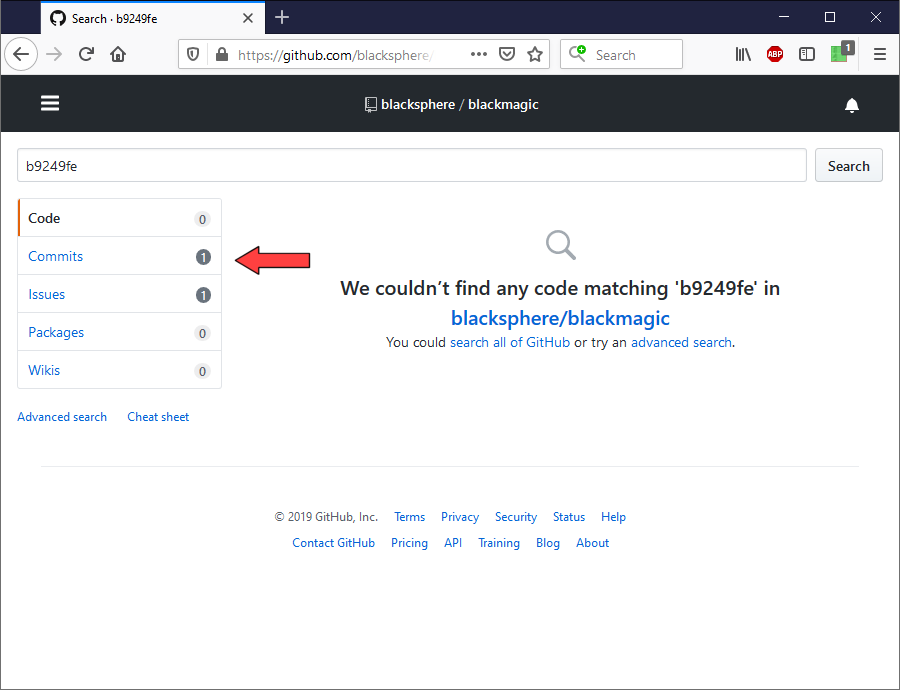 Search · b9249fe
https://github.com/blacksphere/
Search
ABP
1
blacksphere / blackmagic
b9249fe
Search
Code 0
Commits 1
Issues 1
Packages 0
Wikis 0
Advanced search Cheat sheet
We couldn’t find any code matching 'b9249fe' in
blacksphere/blackmagic
You could search all of GitHub or try an advanced search.
© 2019 GitHub, Inc. Terms Privacy Security Status Help
Contact GitHub Pricing API Training Blog About